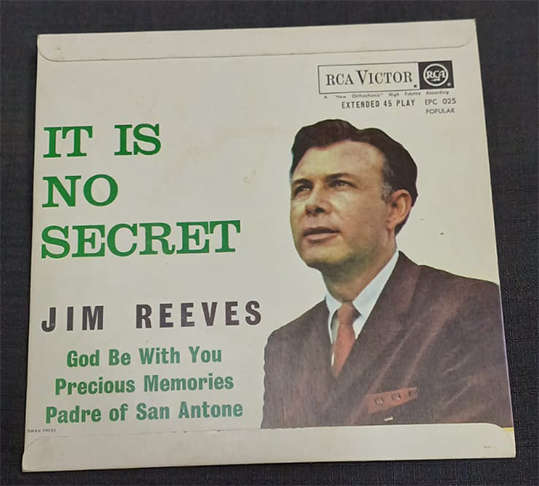 RCA VICTOR
RCA
A "New Orthophonic" High Fidelity Recording
EXTENDED 45 PLAY EPC 025
POPULAR
IT IS
NO
SECRET
JIM REEVES
God Be With You
Precious Memories
Padre of San Antone